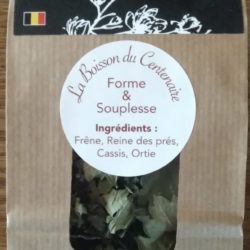 La Boisson du Centenaire
Forme
&
Souplesse
Ingrédients :
Frêne, Reine des prés,
Cassis, Ortie